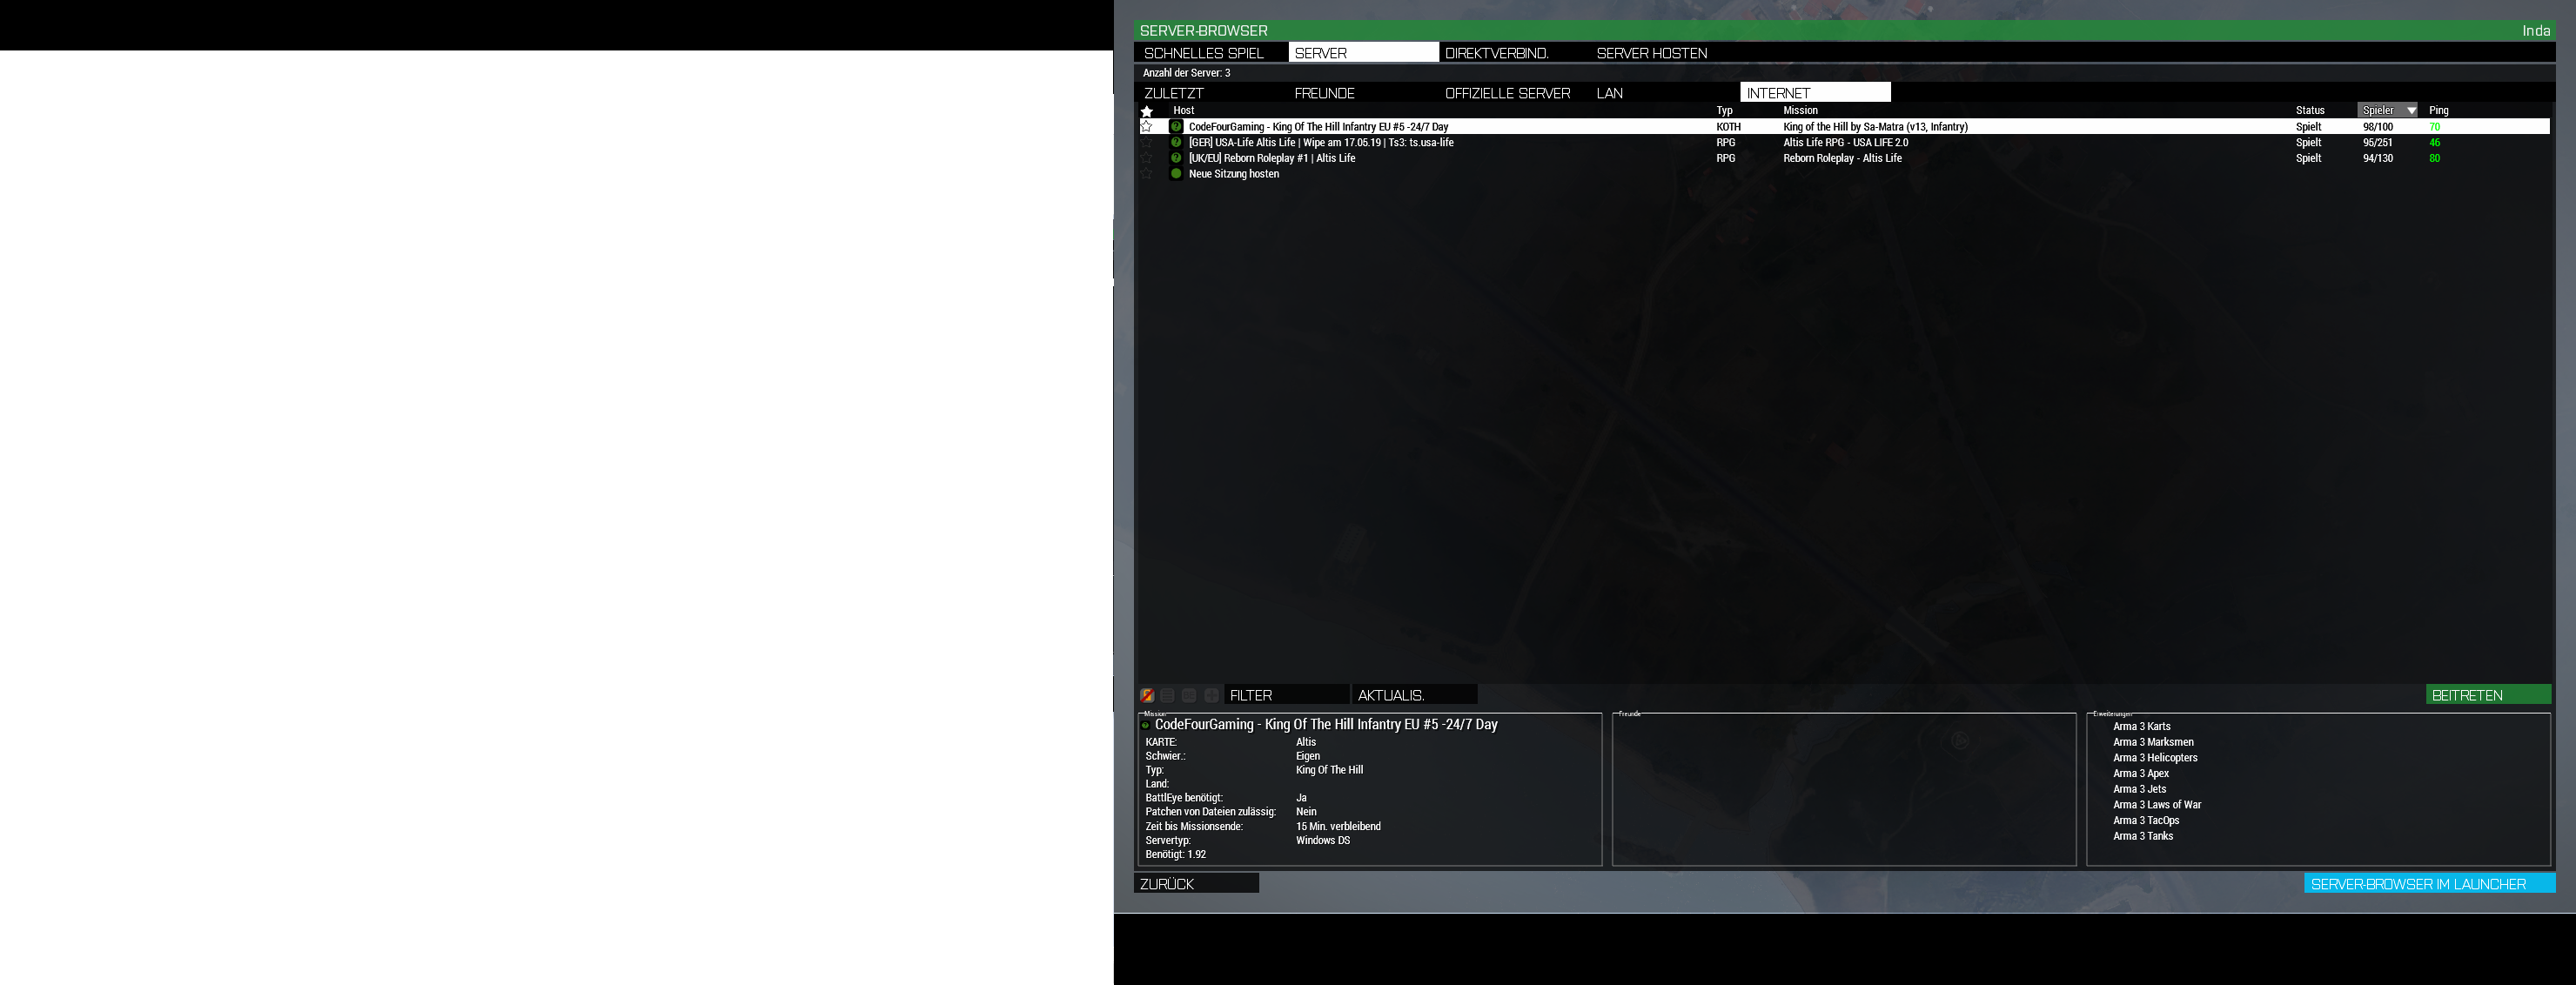 SERVER-BROWSER Inda
SCHNELLES SPIEL SERVER DIREKTVERBIND. SERVER HOSTEN
Anzahl der Server: 3
ZULETZT FREUNDE OFFIZIELLE SERVER LAN INTERNET
Host Typ Mission Status Spieler Ping
CodeFourGaming - King Of The Hill Infantry EU #5 -24/7 Day KOTH King of the Hill by Sa-Matra (v13, Infantry) Spielt 98/100 70
[GER] USA-Life Altis Life | Wipe am 17.05.19 | Ts3: ts.usa-life RPG Altis Life RPG - USA LIFE 2.0 Spielt 95/251 46
[UK/EU] Reborn Roleplay #1 | Altis Life RPG Reborn Roleplay - Altis Life Spielt 94/130 80
Neue Sitzung hosten
FILTER AKTUALIS. BEITRETEN
Mission
CodeFourGaming - King Of The Hill Infantry EU #5 -24/7 Day
KARTE: Altis
Schwier.: Eigen
Typ: King Of The Hill
Land:
BattlEye benötigt: Ja
Patchen von Dateien zulässig: Nein
Zeit bis Missionsende: 15 Min. verbleibend
Servertyp: Windows DS
Benötigt: 1.92
Freunde
Erweiterungen
Arma 3 Karts
Arma 3 Marksmen
Arma 3 Helicopters
Arma 3 Apex
Arma 3 Jets
Arma 3 Laws of War
Arma 3 TacOps
Arma 3 Tanks
ZURÜCK SERVER-BROWSER IM LAUNCHER